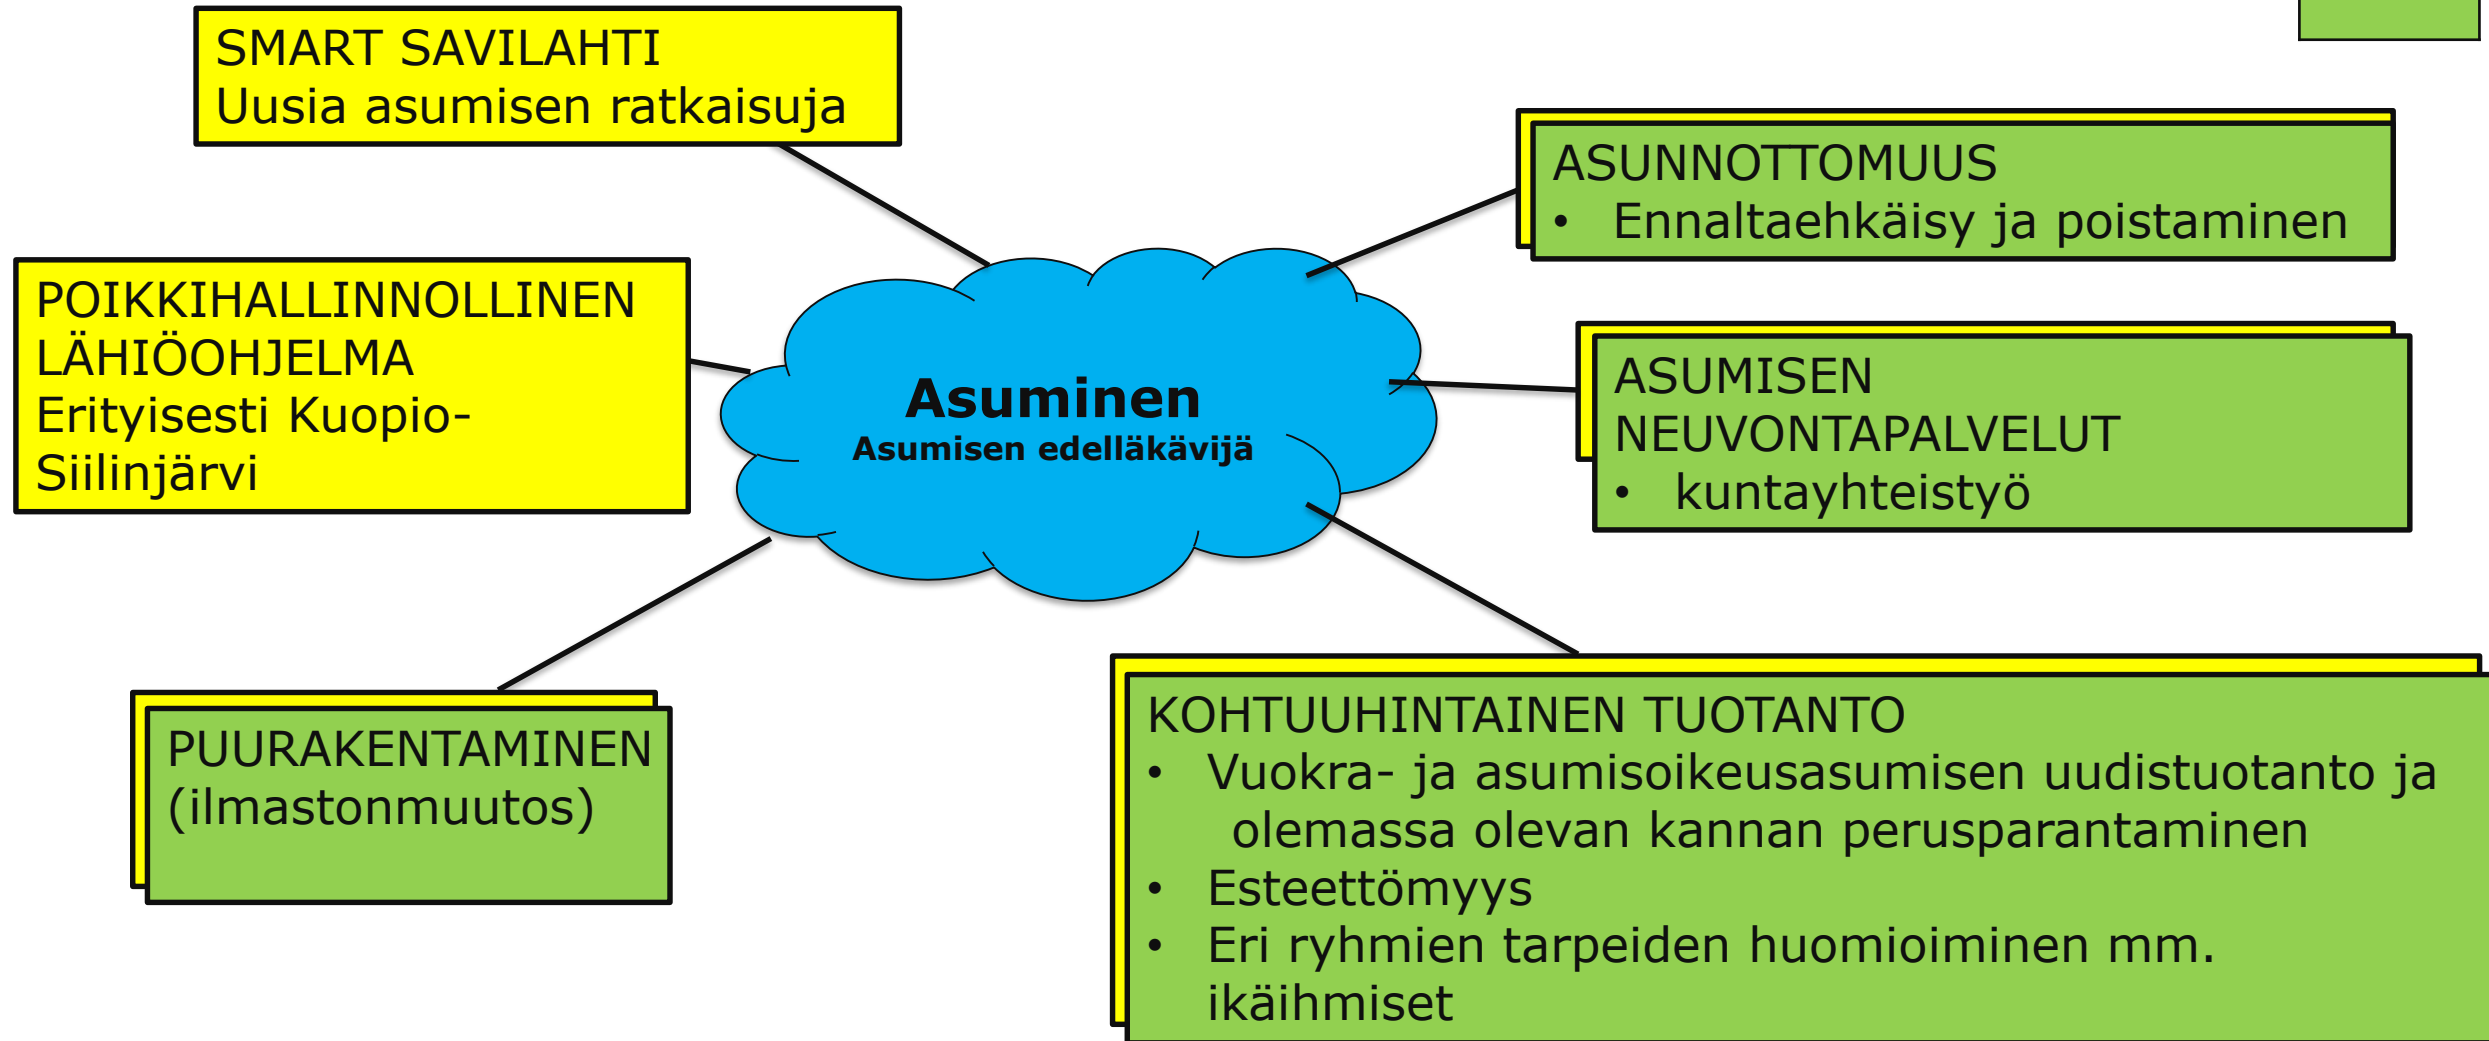 SMART SAVILAHTI
Uusia asumisen ratkaisuja
POIKKIHALLINNOLLINEN
LÄHIÖOHJELMA
Erityisesti Kuopio-
Siilinjärvi
PUURAKENTAMINEN
(ilmastonmuutos)
Asuminen
Asumisen edelläkävijä
ASUNNOTTOMUUS
• Ennaltaehkäisy ja poistaminen
ASUMISEN
NEUVONTAPALVELUT
• kuntayhteistyö
KOHTUUHINTAINEN TUOTANTO
• Vuokra- ja asumisoikeusasumisen uudistuotanto ja
olemassa olevan kannan perusparantaminen
• Esteettömyys
• Eri ryhmien tarpeiden huomioiminen mm.
ikäihmiset